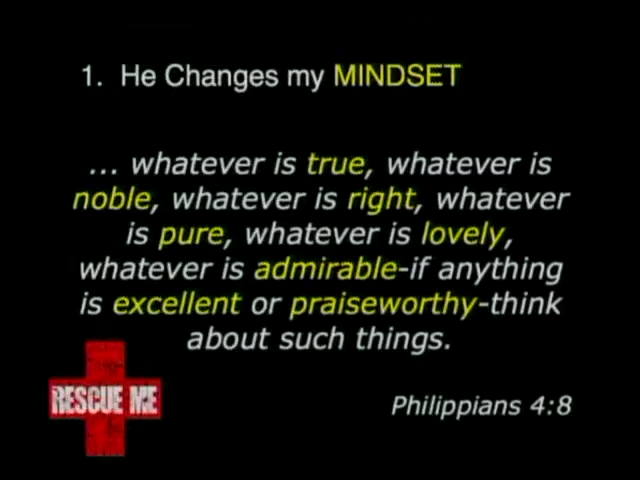 1. He Changes my MINDSET
... whatever is true, whatever is
noble, whatever is right, whatever
is pure, whatever is lovely,
whatever is admirable-if anything
is excellent or praiseworthy-think
about such things.
RESCUE ME
Philippians 4:8